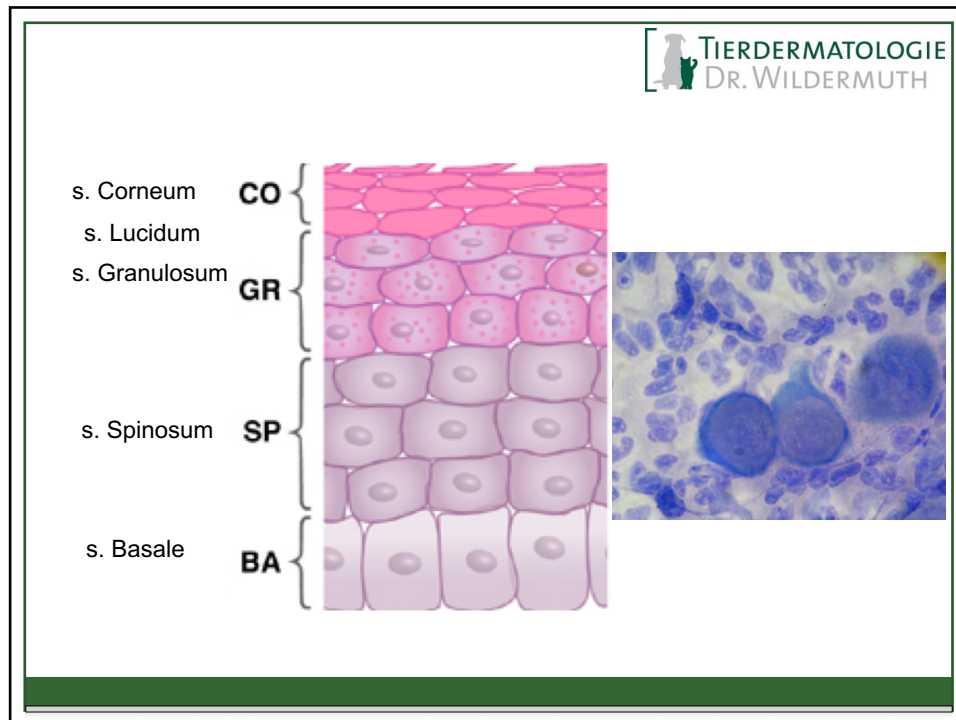 TIERDERMATOLOGIE
DR. WILDERMUTH
s. Corneum CO
s. Lucidum
s. Granulosum GR
s. Spinosum SP
s. Basale BA